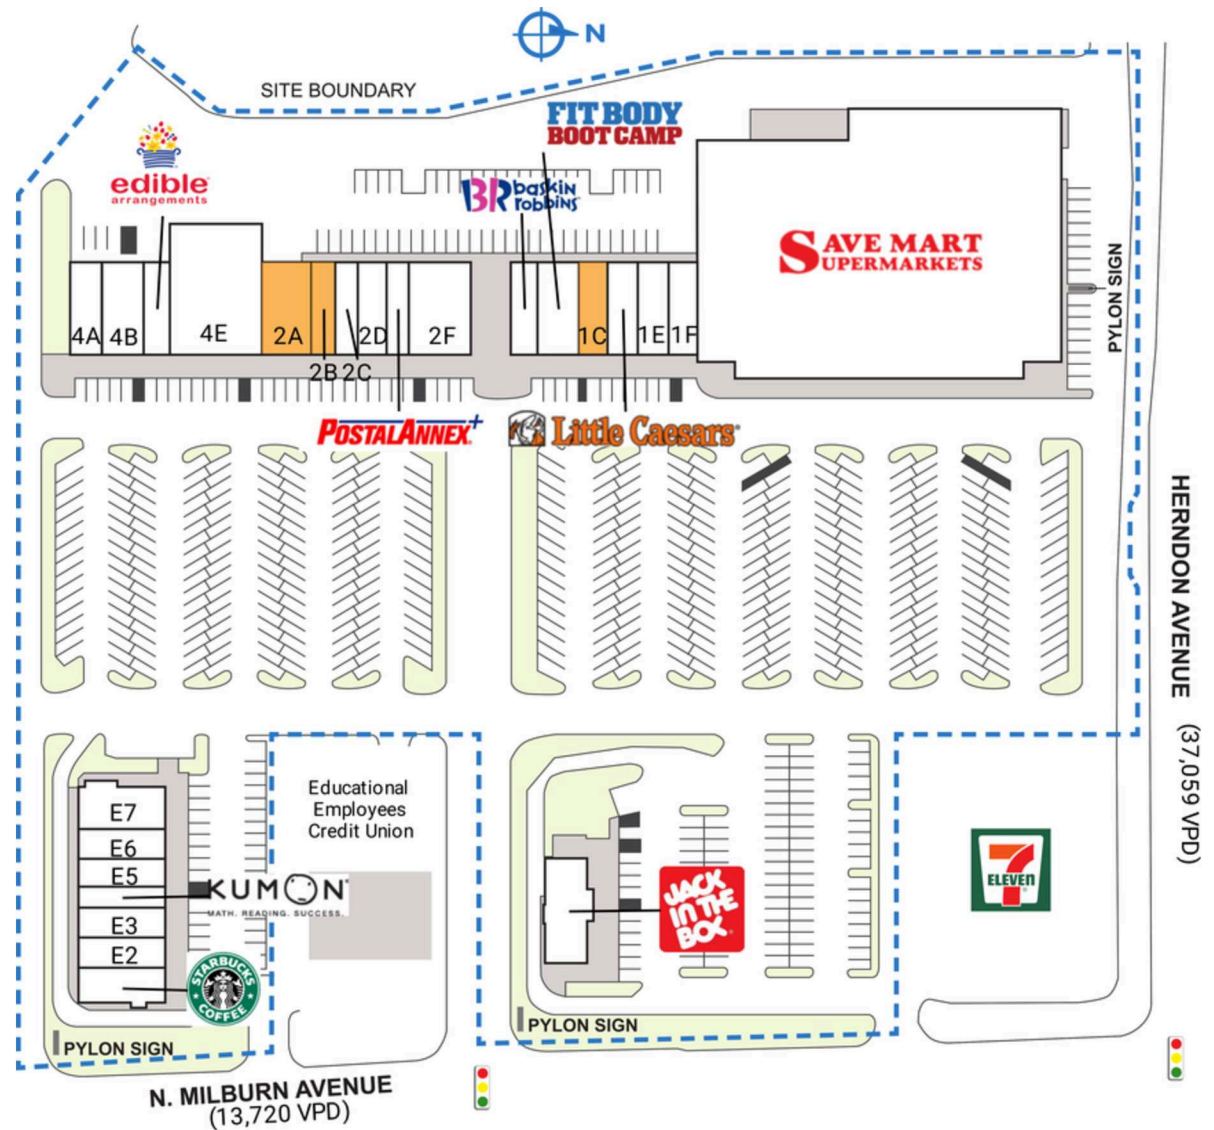 N
SITE BOUNDARY
FIT BODY
BOOT CAMP
edible
arrangements
BR baskin
robbins
SAVE MART
SUPERMARKETS
PYLON SIGN
4A
4B
4E
2A
2B
2C
2D
2F
1C
1E
1F
POSTALANNEX+
Little Caesars
HERNDON AVENUE
(37,059 VPD)
E7
E6
E5
E3
E2
Educational
Employees
Credit Union
KUMON
MATH. READING. SUCCESS.
STARBUCKS
COFFEE
JACK
IN THE
BOX
7
ELEVEN
PYLON SIGN
PYLON SIGN
N. MILBURN AVENUE
(13,720 VPD)